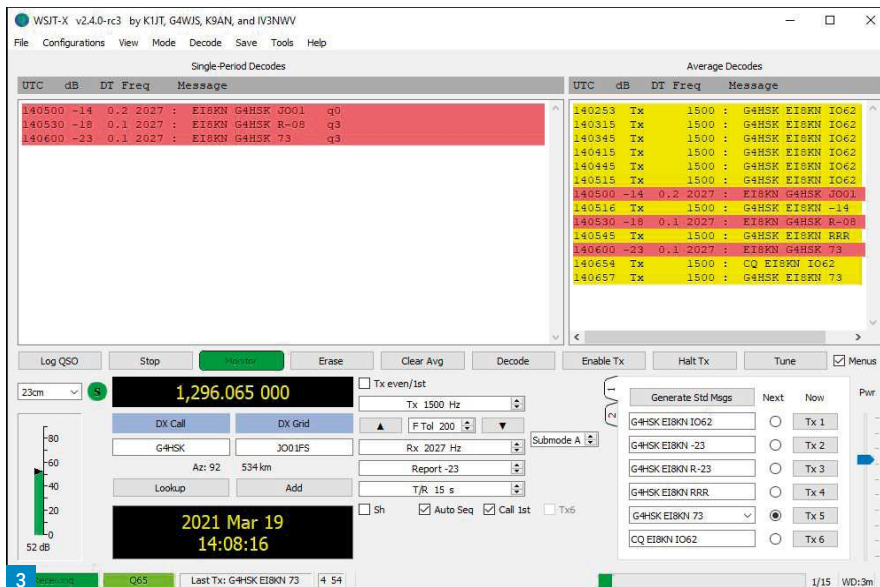 WSJT-X v2.4.0-rc3 by K1JT, G4WJS, K9AN, and IV3NWV
File Configurations View Mode Decode Save Tools Help
Single-Period Decodes
UTC dB DT Freq Message
140500 -14 0.2 2027 : EI8KN G4HSK JO01 q0
140530 -18 0.1 2027 : EI8KN G4HSK R-08 q3
140600 -23 0.1 2027 : EI8KN G4HSK 73 q3
Average Decodes
UTC dB DT Freq Message
140253 Tx 1500 : G4HSK EI8KN IO62
140315 Tx 1500 : G4HSK EI8KN IO62
140345 Tx 1500 : G4HSK EI8KN IO62
140415 Tx 1500 : G4HSK EI8KN IO62
140445 Tx 1500 : G4HSK EI8KN IO62
140515 Tx 1500 : G4HSK EI8KN IO62
140500 -14 0.2 2027 : EI8KN G4HSK JO01
140516 Tx 1500 : G4HSK EI8KN -14
140530 -18 0.1 2027 : EI8KN G4HSK R-08
140545 Tx 1500 : G4HSK EI8KN RRR
140600 -23 0.1 2027 : EI8KN G4HSK 73
140654 Tx 1500 : CQ EI8KN IO62
140657 Tx 1500 : G4HSK EI8KN 73
Log QSO Stop Monitor Erase Clear Avg Decode Enable Tx Halt Tx Tune Menus
23cm S
1,296.065 000
DX Call DX Grid
G4HSK JO01FS
Az: 92 534 km
Lookup Add
2021 Mar 19
14:08:16
-80
-60
-40
-20
-0
52 dB
Tx even/1st
Tx 1500 Hz
F Tol 200
Submode A
Rx 2027 Hz
Report -23
T/R 15 s
Sh Auto Seq Call 1st Tx6
1
2
Generate Std Msgs Next Now
G4HSK EI8KN IO62 Tx 1
G4HSK EI8KN -23 Tx 2
G4HSK EI8KN R-23 Tx 3
G4HSK EI8KN RRR Tx 4
G4HSK EI8KN 73 Tx 5
CQ EI8KN IO62 Tx 6
Pwr
3 Receiving Q65 Last Tx: G4HSK EI8KN 73 4 54 1/15 WD:3m